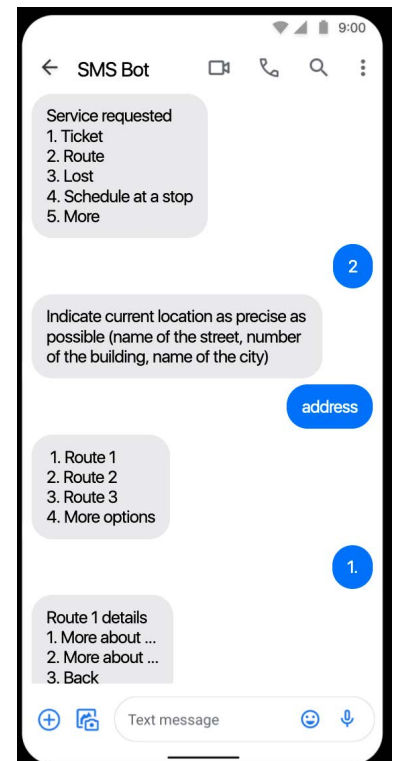 9:00
SMS Bot
Service requested
1. Ticket
2. Route
3. Lost
4. Schedule at a stop
5. More
2
Indicate current location as precise as
possible (name of the street, number
of the building, name of the city)
address
1. Route 1
2. Route 2
3. Route 3
4. More options
1.
Route 1 details
1. More about ...
2. More about ...
3. Back
Text message